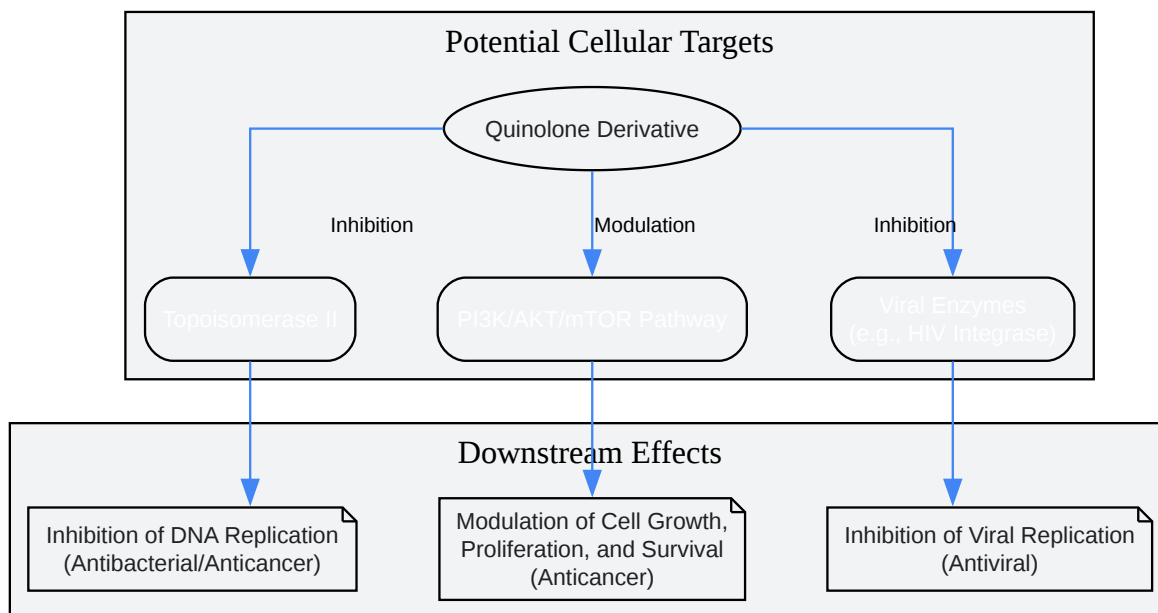 Potential Cellular Targets
Quinolone Derivative
Inhibition
Modulation
Inhibition
Topoisomerase II
PI3K/AKT/mTOR Pathway
Viral Enzymes
(e.g., HIV Integrase)
Downstream Effects
Inhibition of DNA Replication
(Antibacterial/Anticancer)
Modulation of Cell Growth,
Proliferation, and Survival
(Anticancer)
Inhibition of Viral Replication
(Antiviral)